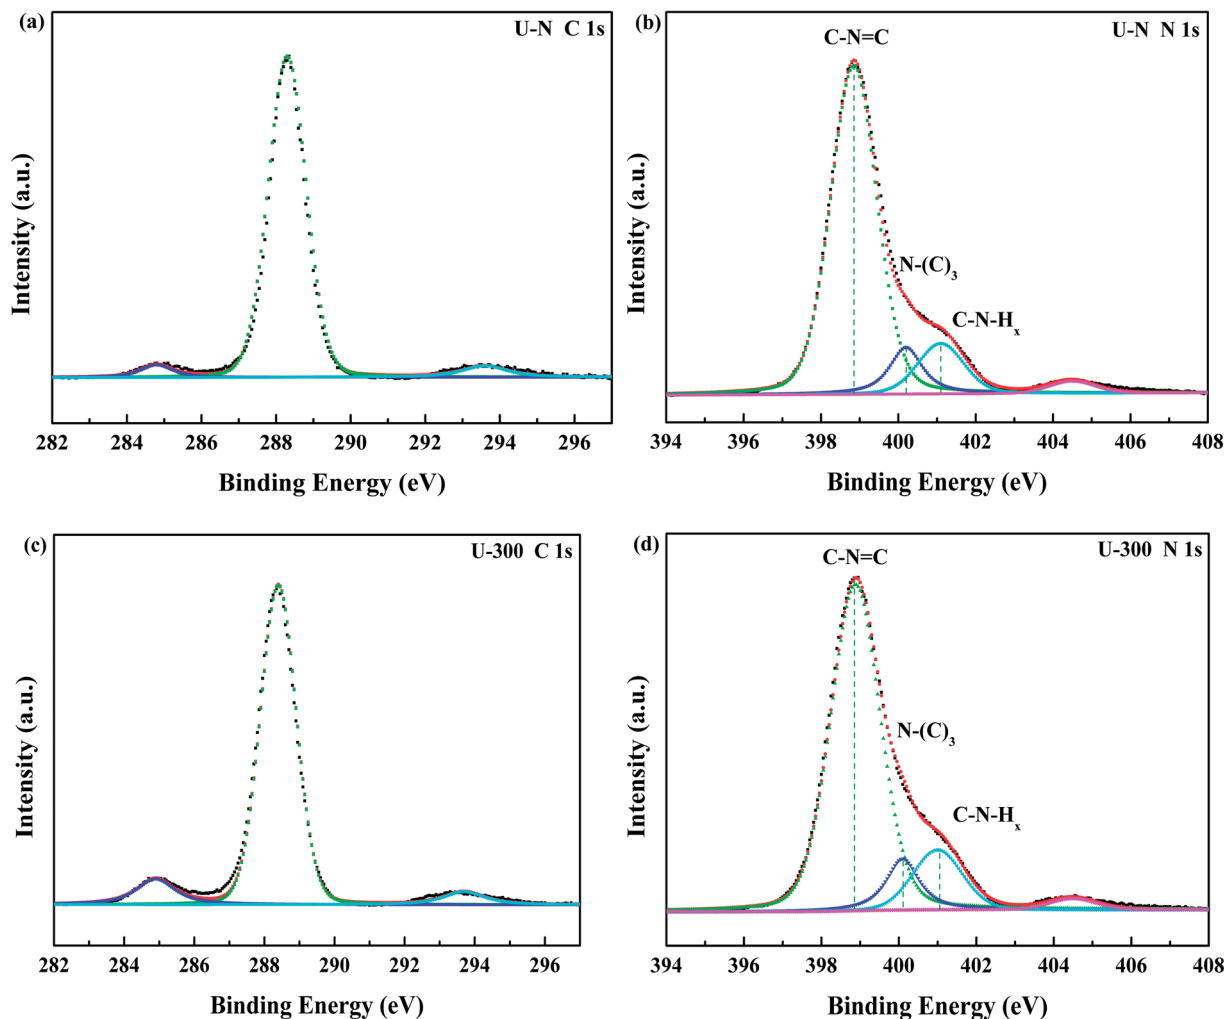 (a)
U-N C 1s
Intensity (a.u.)
282 284 286 288 290 292 294 296
Binding Energy (eV)
(b)
U-N N 1s
C-N=C
N-(C)3
C-N-Hx
Intensity (a.u.)
394 396 398 400 402 404 406 408
Binding Energy (eV)
(c)
U-300 C 1s
Intensity (a.u.)
282 284 286 288 290 292 294 296
Binding Energy (eV)
(d)
U-300 N 1s
C-N=C
N-(C)3
C-N-Hx
Intensity (a.u.)
394 396 398 400 402 404 406 408
Binding Energy (eV)